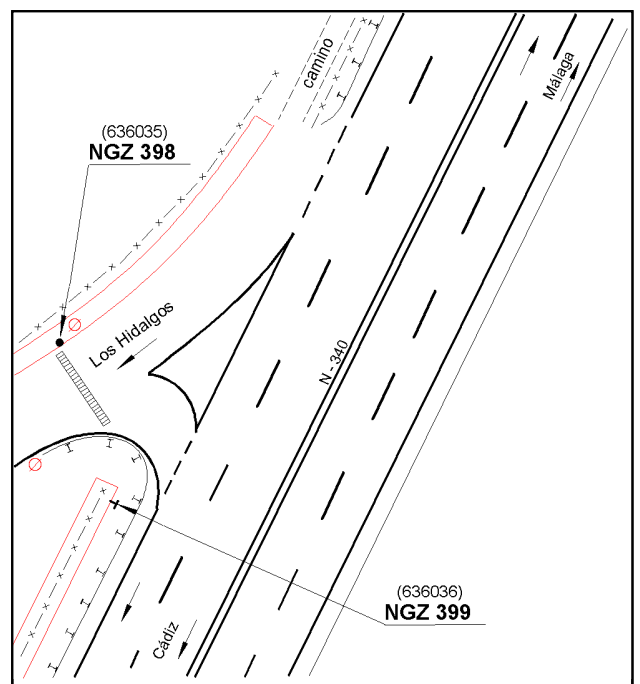 camino
Málaga
(636035)
NGZ 398
Los Hidalgos
N - 340
(636036)
NGZ 399
Cádiz